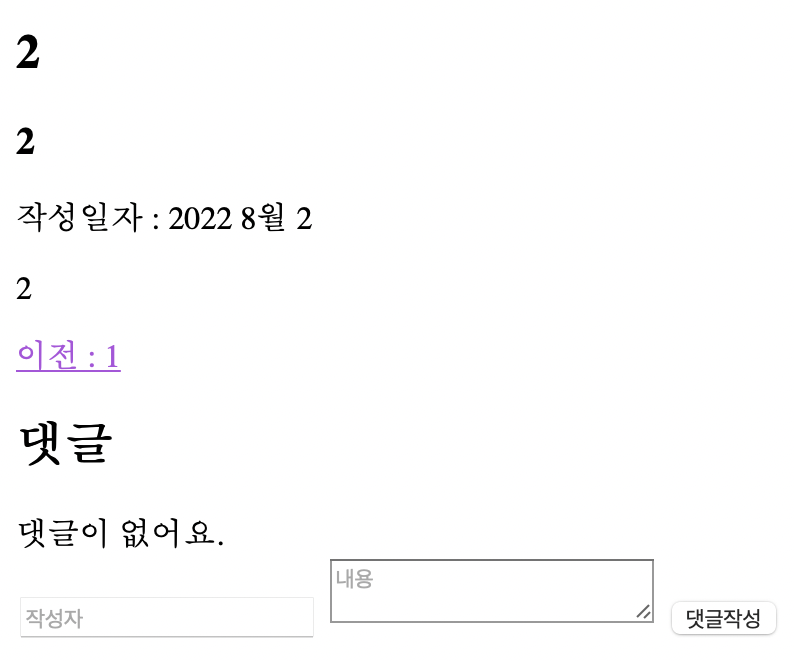 2
2
작성일자 : 2022 8월 2
2
이전 : 1
댓글
댓글이 없어요.
작성자 내용 댓글작성